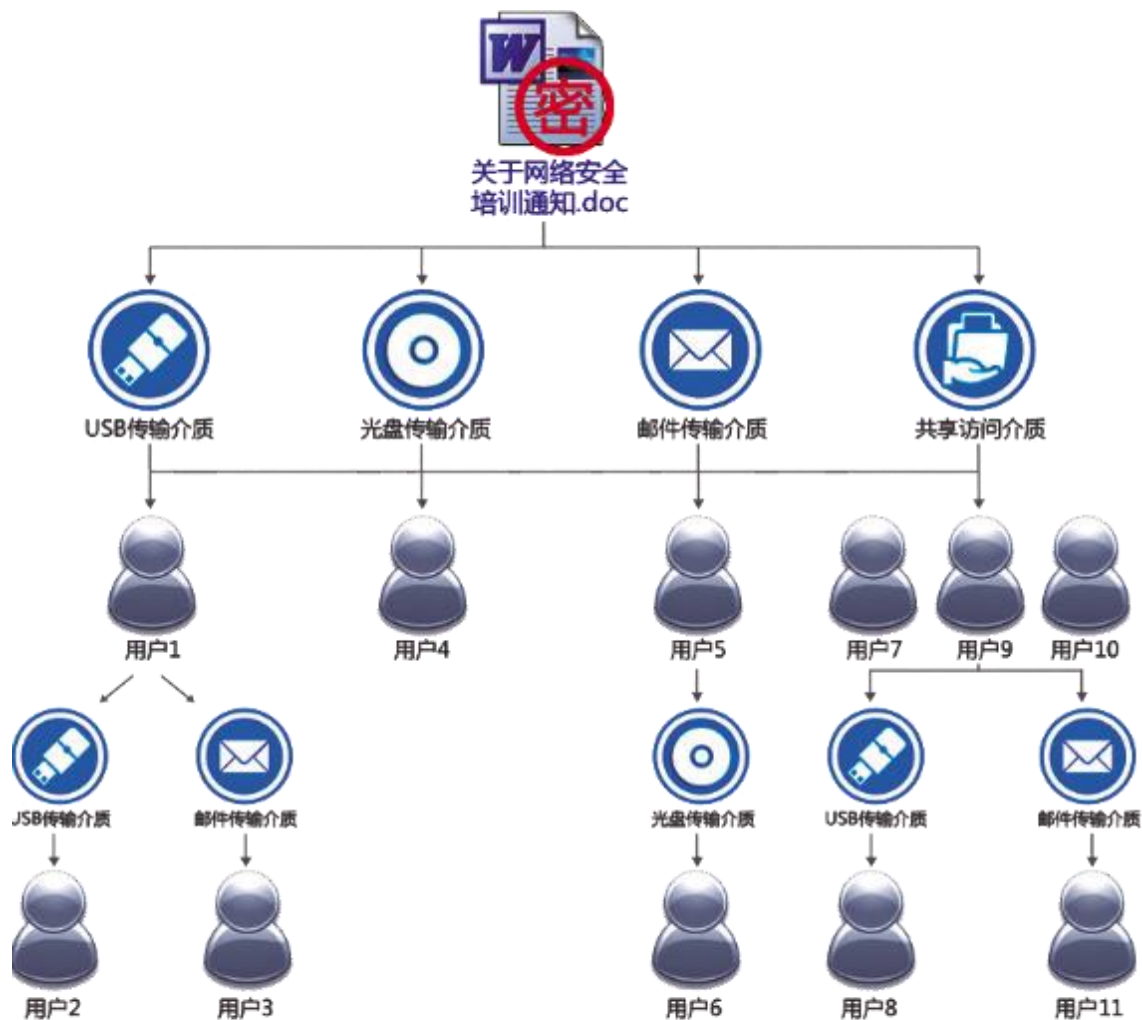 W
密
关于网络安全
培训通知.doc
USB传输介质
光盘传输介质
邮件传输介质
共享访问介质
用户1
用户4
用户5
用户7
用户9
用户10
USB传输介质
邮件传输介质
光盘传输介质
USB传输介质
邮件传输介质
用户2
用户3
用户6
用户8
用户11